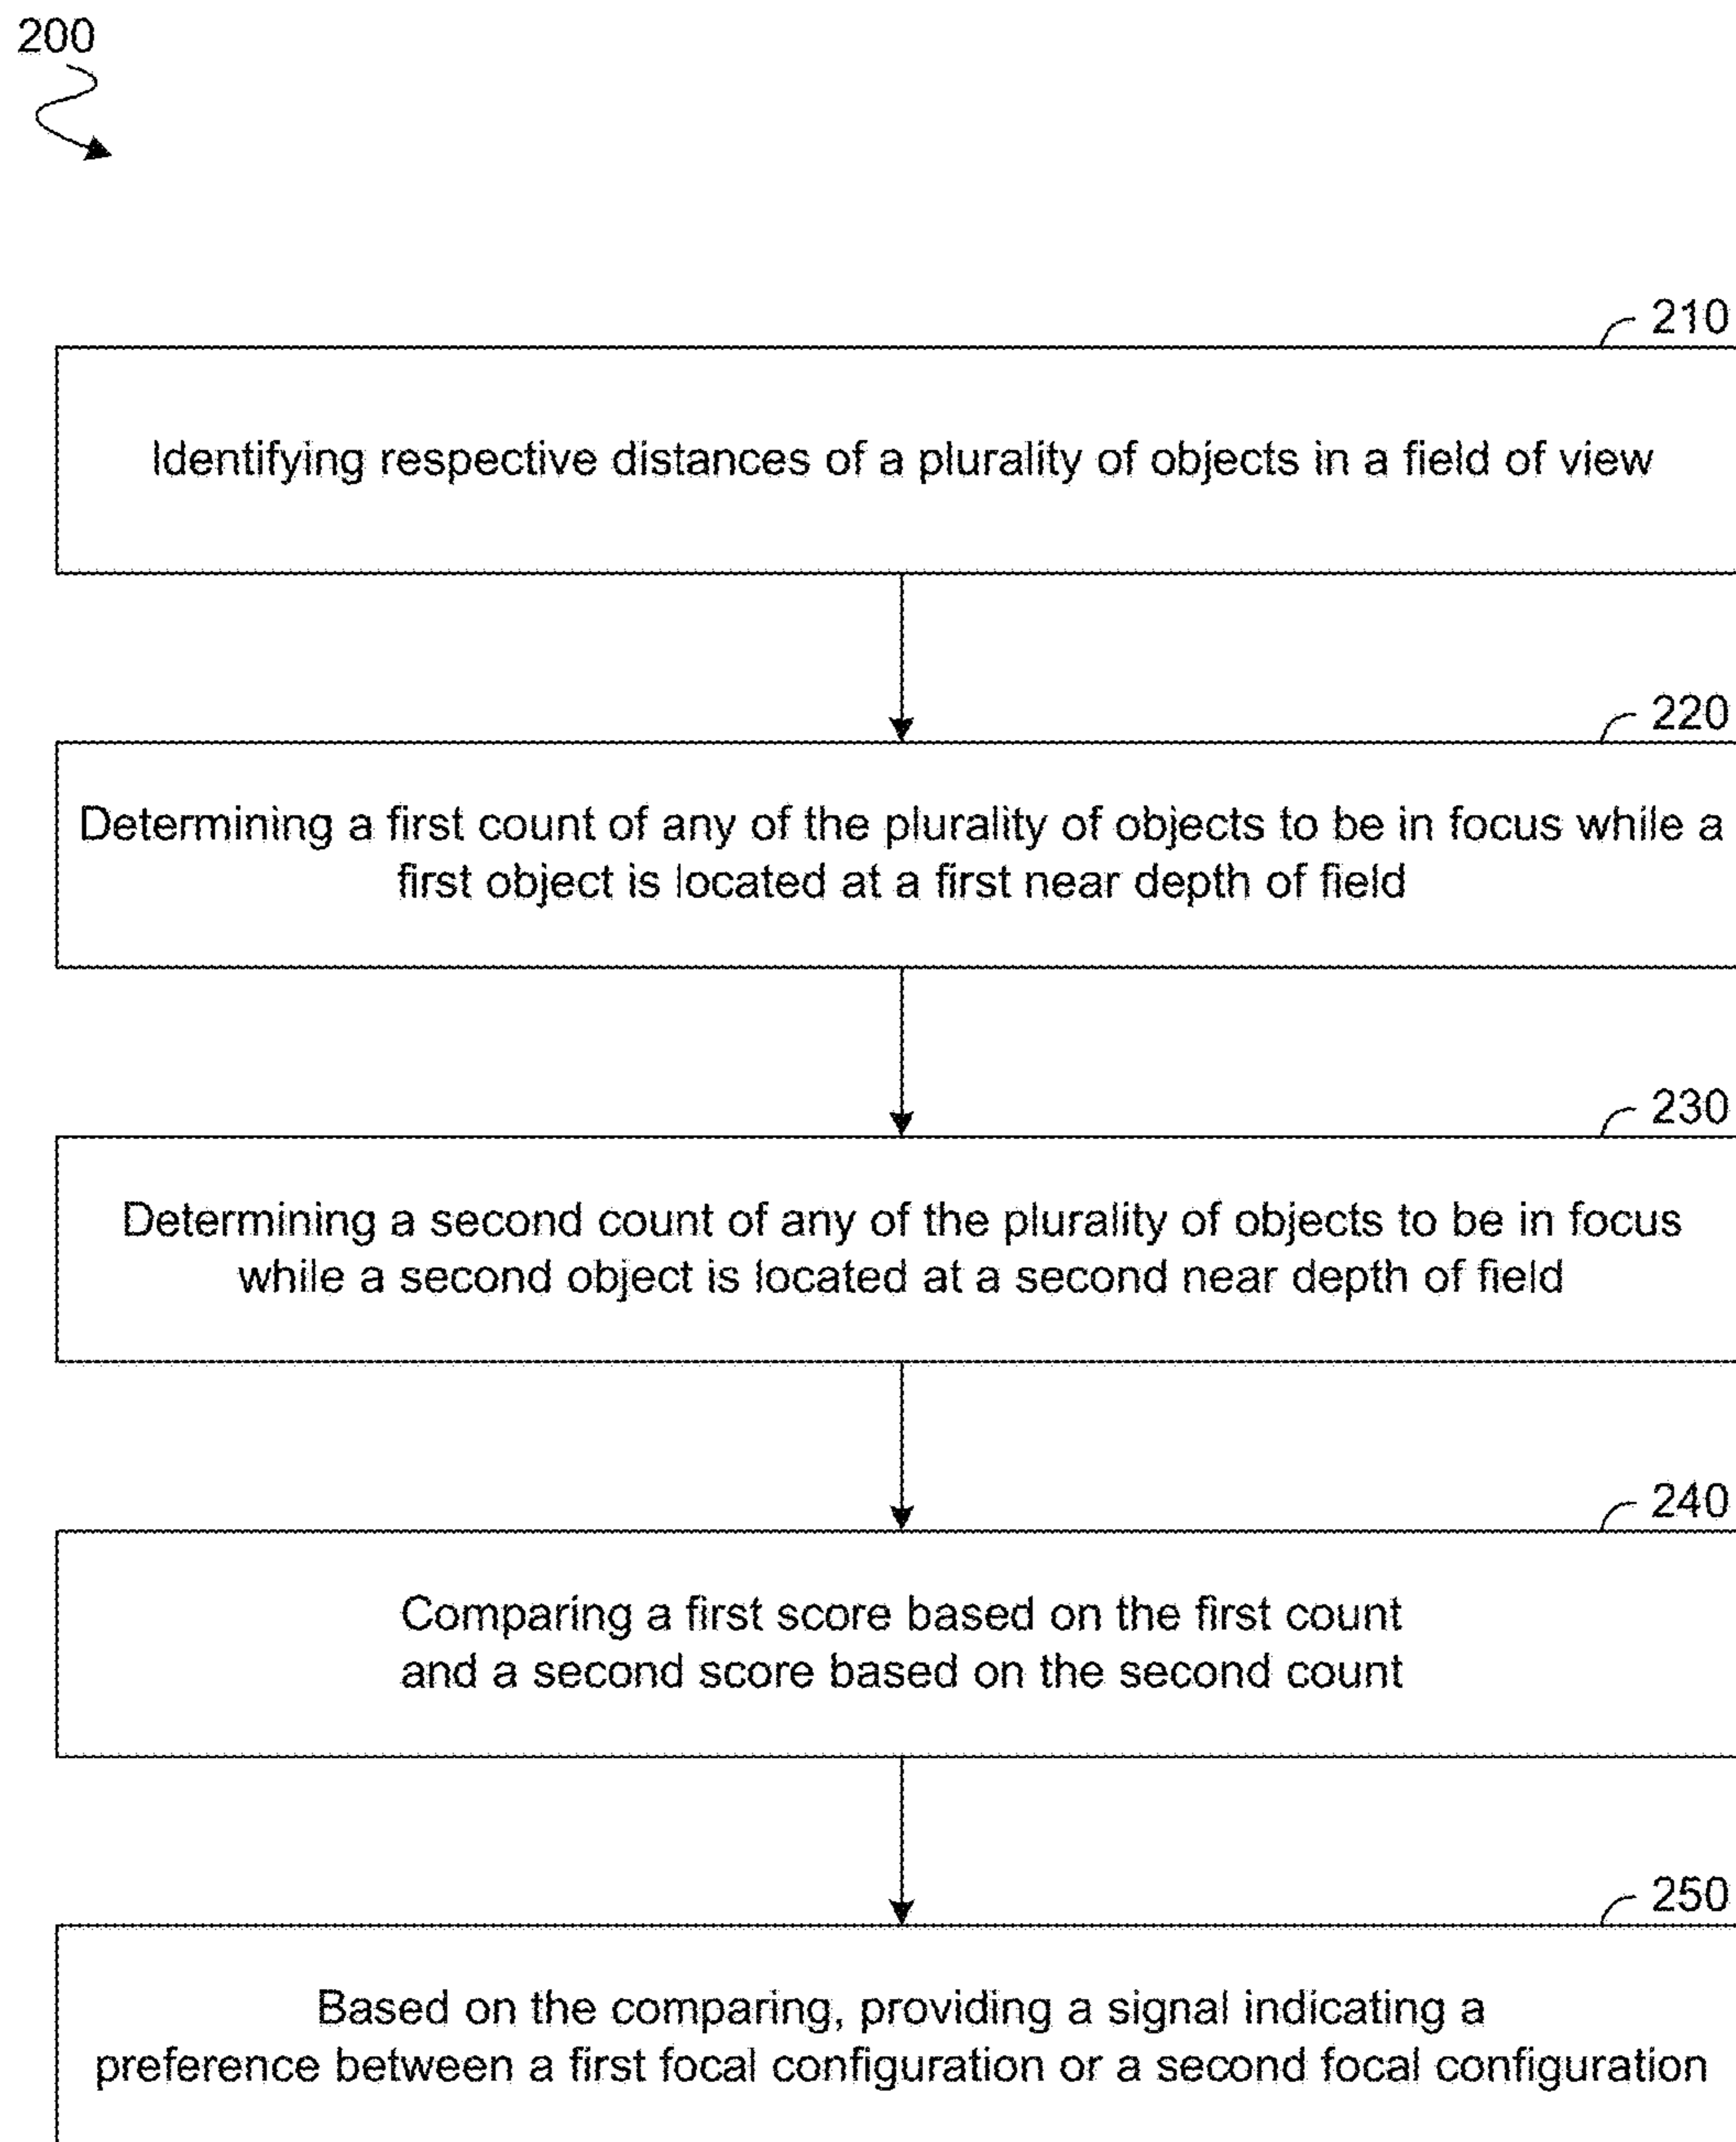 200
210
Identifying respective distances of a plurality of objects in a field of view
220
Determining a first count of any of the plurality of objects to be in focus while a
first object is located at a first near depth of field
230
Determining a second count of any of the plurality of objects to be in focus
while a second object is located at a second near depth of field
240
Comparing a first score based on the first count
and a second score based on the second count
250
Based on the comparing, providing a signal indicating a
preference between a first focal configuration or a second focal configuration